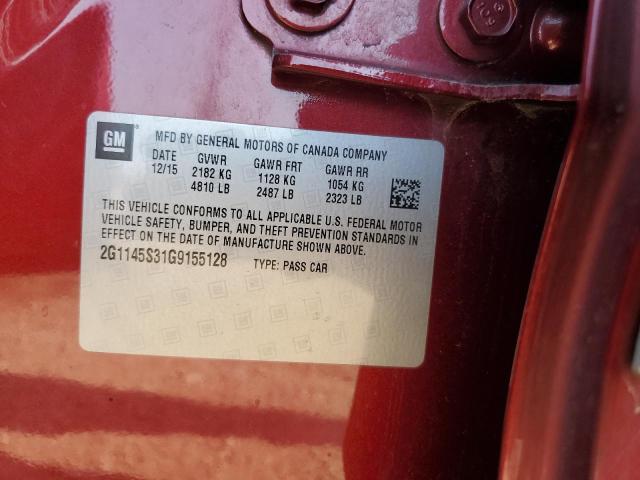 GM ®
MFD BY GENERAL MOTORS OF CANADA COMPANY
DATE GVWR GAWR FRT GAWR RR
12/15 2182 KG 1128 KG 1054 KG
4810 LB 2487 LB 2323 LB
THIS VEHICLE CONFORMS TO ALL APPLICABLE U.S. FEDERAL MOTOR
VEHICLE SAFETY, BUMPER, AND THEFT PREVENTION STANDARDS IN
EFFECT ON THE DATE OF MANUFACTURE SHOWN ABOVE.
2G1145S31G9155128 TYPE: PASS CAR